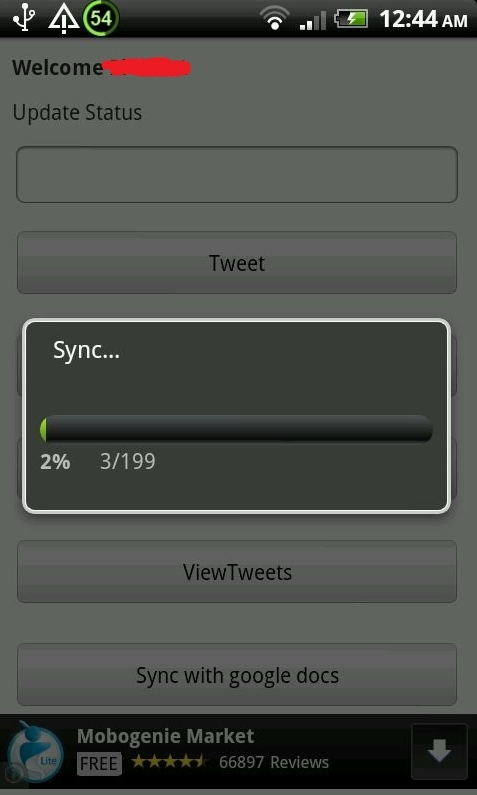 54
12:44 AM
Welcome
Update Status
Tweet
Sync...
2% 3/199
ViewTweets
Sync with google docs
Lite
Mobogenie Market
FREE 66897 Reviews